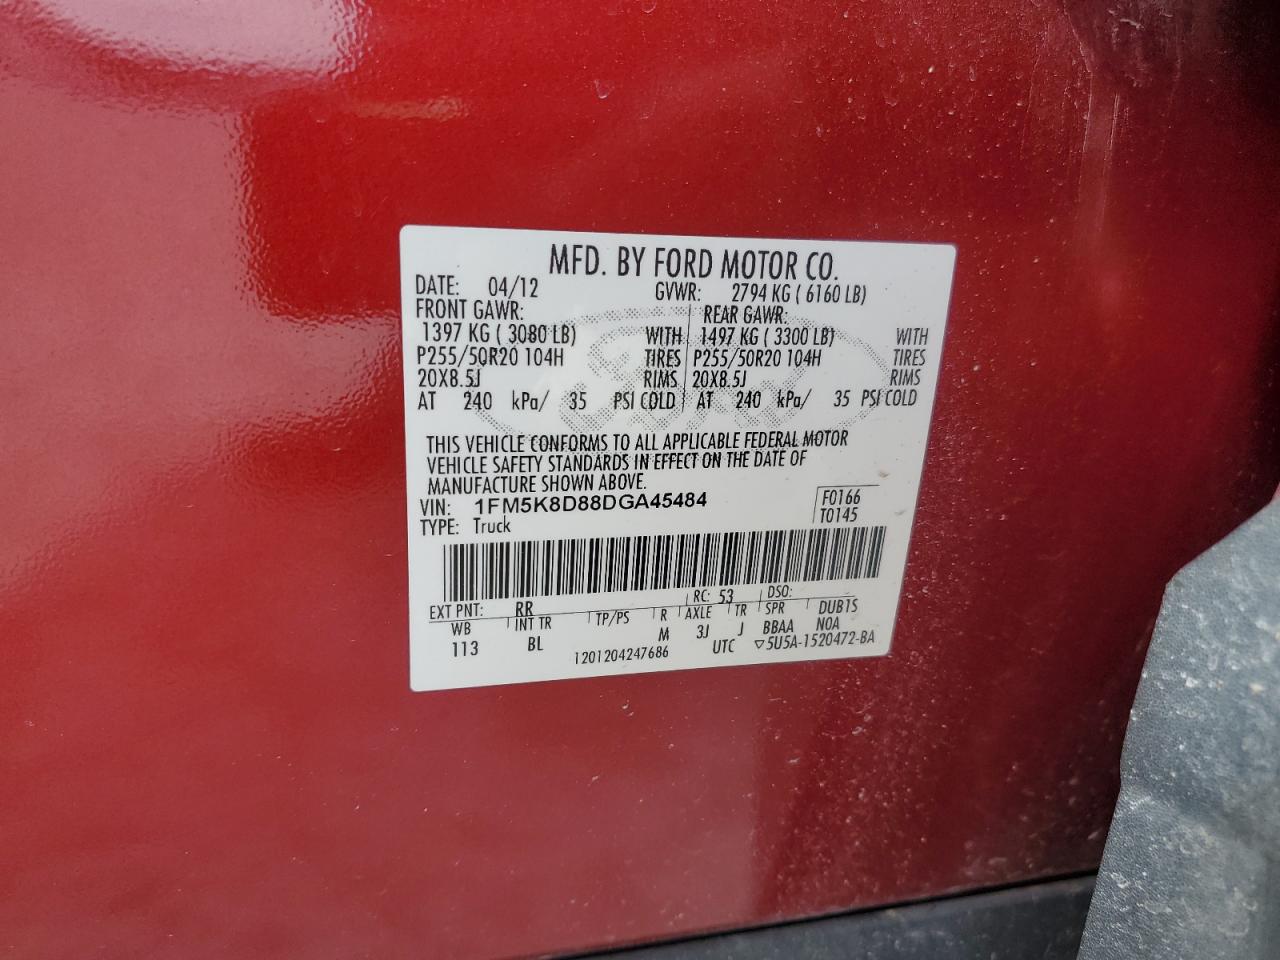 MFD. BY FORD MOTOR CO.
DATE: 04/12 GVWR: 2794 KG ( 6160 LB)
FRONT GAWR: REAR GAWR:
1397 KG ( 3080 LB) WITH 1497 KG ( 3300 LB) WITH
P255/50R20 104H TIRES P255/50R20 104H TIRES
20X8.5J RIMS 20X8.5J RIMS
AT 240 kPa/ 35 PSI COLD AT 240 kPa/ 35 PSI COLD
THIS VEHICLE CONFORMS TO ALL APPLICABLE FEDERAL MOTOR
VEHICLE SAFETY STANDARDS IN EFFECT ON THE DATE OF
MANUFACTURE SHOWN ABOVE.
VIN: 1FM5K8D88DGA45484 F0166
TYPE: Truck T0145
EXT PNT: RR RC: 53 DSO:
WB INT TR TP/PS R AXLE TR SPR DUB1S
113 BL M 3J J BBAA N0A
1201204247686 UTC ▽5U5A-1520472-BA